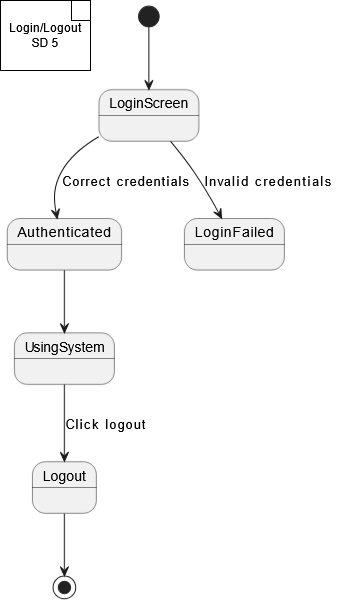 Login/Logout
SD 5
LoginScreen
Correct credentials
Invalid credentials
Authenticated
LoginFailed
UsingSystem
Click logout
Logout